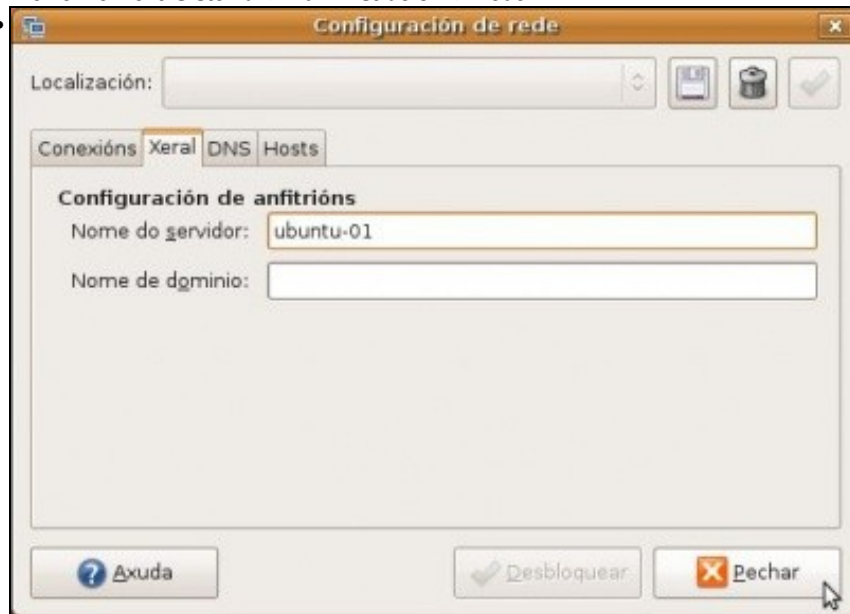 Configuración de rede
Localización:
Conexións Xeral DNS Hosts
Configuración de anfitrións
Nome do servidor: ubuntu-01
Nome de dominio:
Axuda Desbloquear Pechar